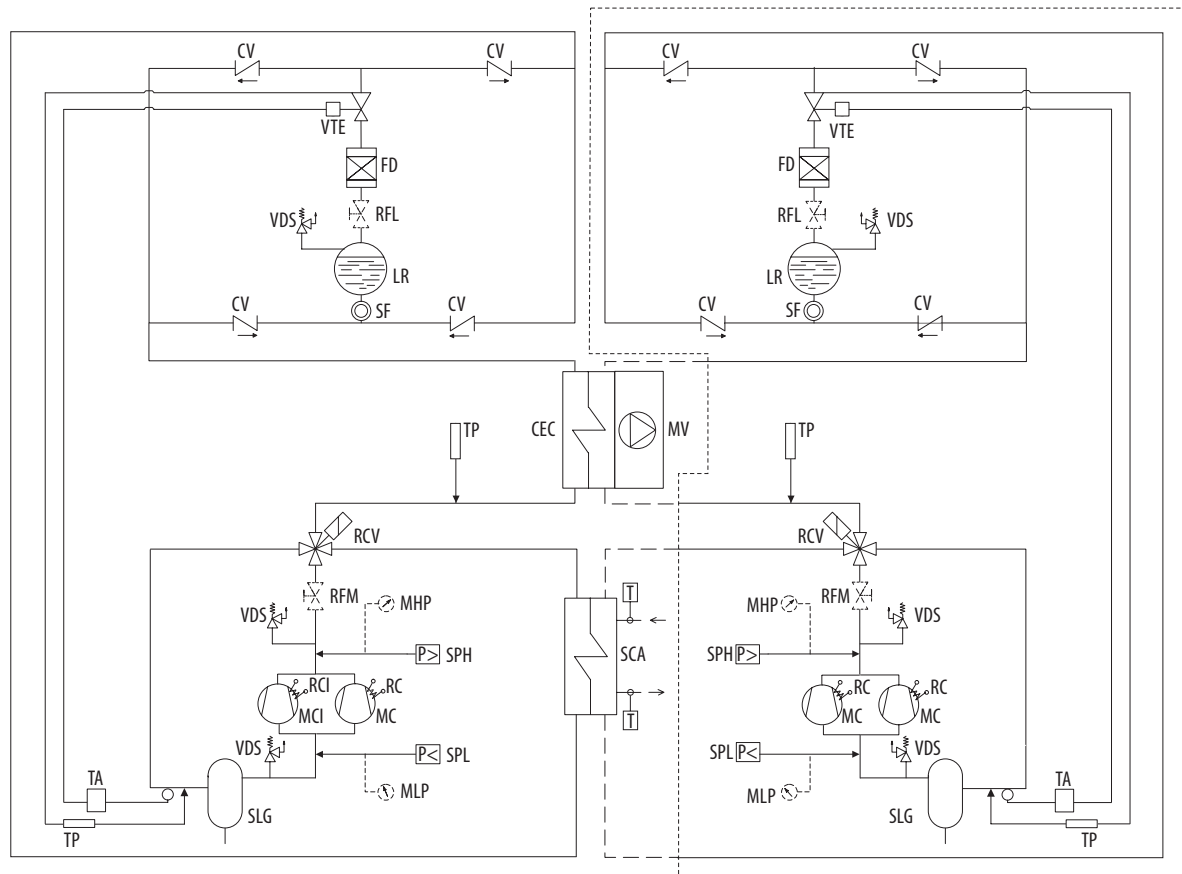 CV CV CV CV
VTE VTE
FD FD
VDS RFL RFL VDS
LR LR
CV SF CV CV SF CV
TP CEC MV TP
RCV RCV
T
RFM MHP MHP RFM
VDS VDS
P> SPH SCA SPH P>
RCI RC RC RC
MCI MC MC MC
T
VDS P< SPL SPL P< VDS
TA MLP MLP TA
SLG SLG
TP TP